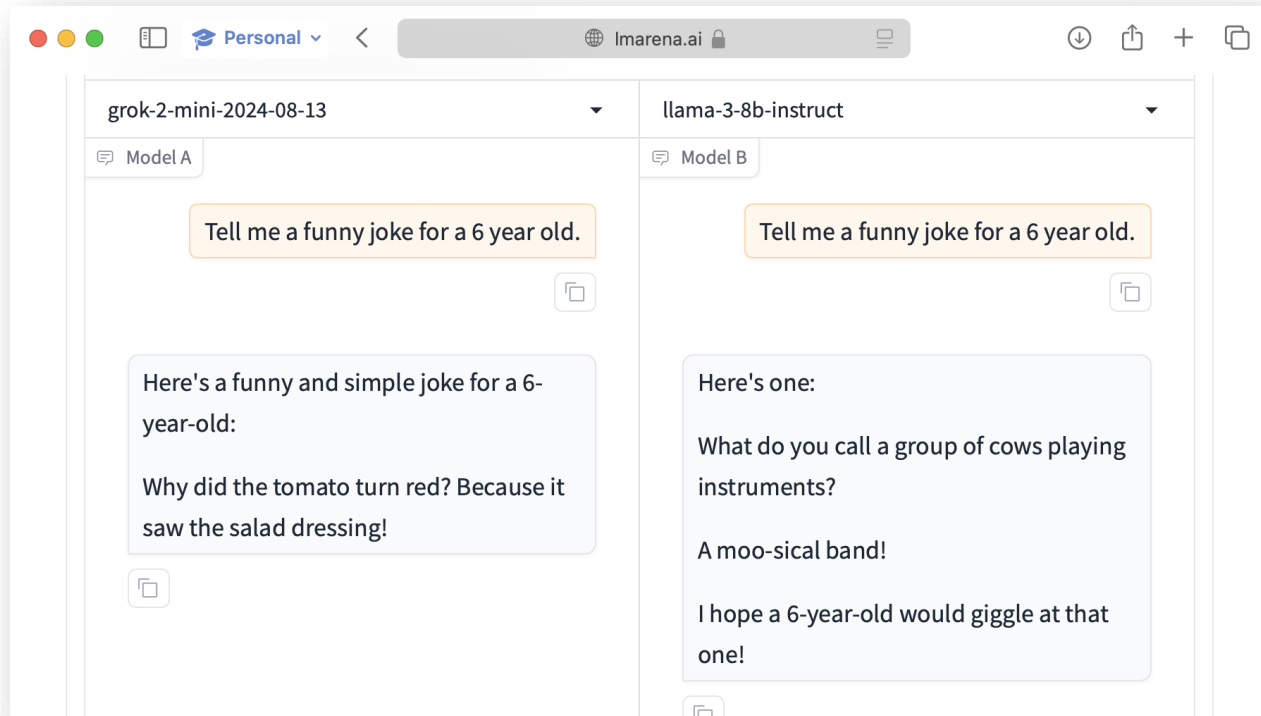 Personal
lmarena.ai
grok-2-mini-2024-08-13
llama-3-8b-instruct
Model A
Model B
Tell me a funny joke for a 6 year old.
Tell me a funny joke for a 6 year old.
Here's a funny and simple joke for a 6-
year-old:
Why did the tomato turn red? Because it
saw the salad dressing!
Here's one:
What do you call a group of cows playing
instruments?
A moo-sical band!
I hope a 6-year-old would giggle at that
one!